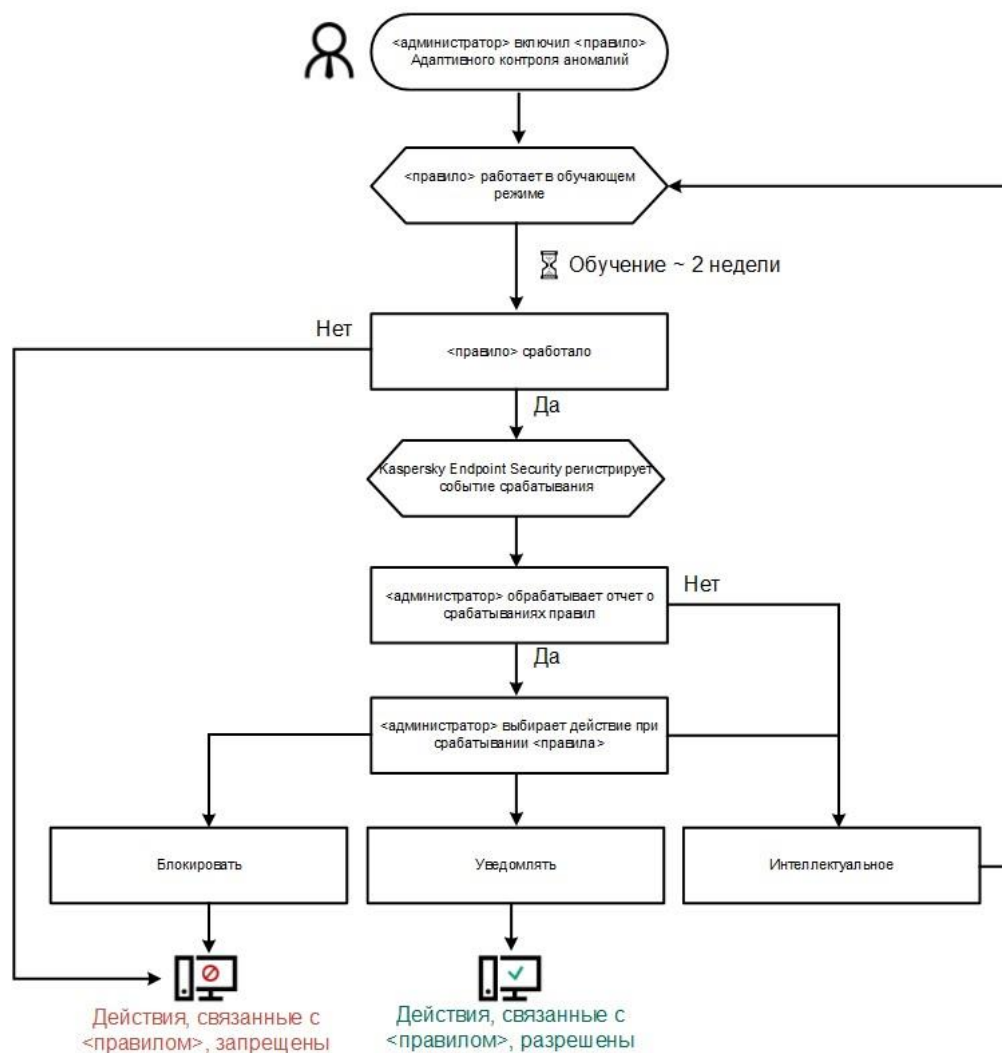 <администратор> включил <правило>
Адаптивного контроля аномалий
<правило> работает в обучающем
режиме
Обучение ~ 2 недели
Нет
<правило> сработало
Да
Kaspersky Endpoint Security регистрирует
событие срабатывания
<администратор> обрабатывает отчет о
срабатываниях правил
Нет
Да
<администратор> выбирает действие при
срабатывании <правила>
Блокировать
Уведомлять
Интеллектуальное
Действия, связанные с
<правилом>, запрещены
Действия, связанные с
<правилом>, разрешены